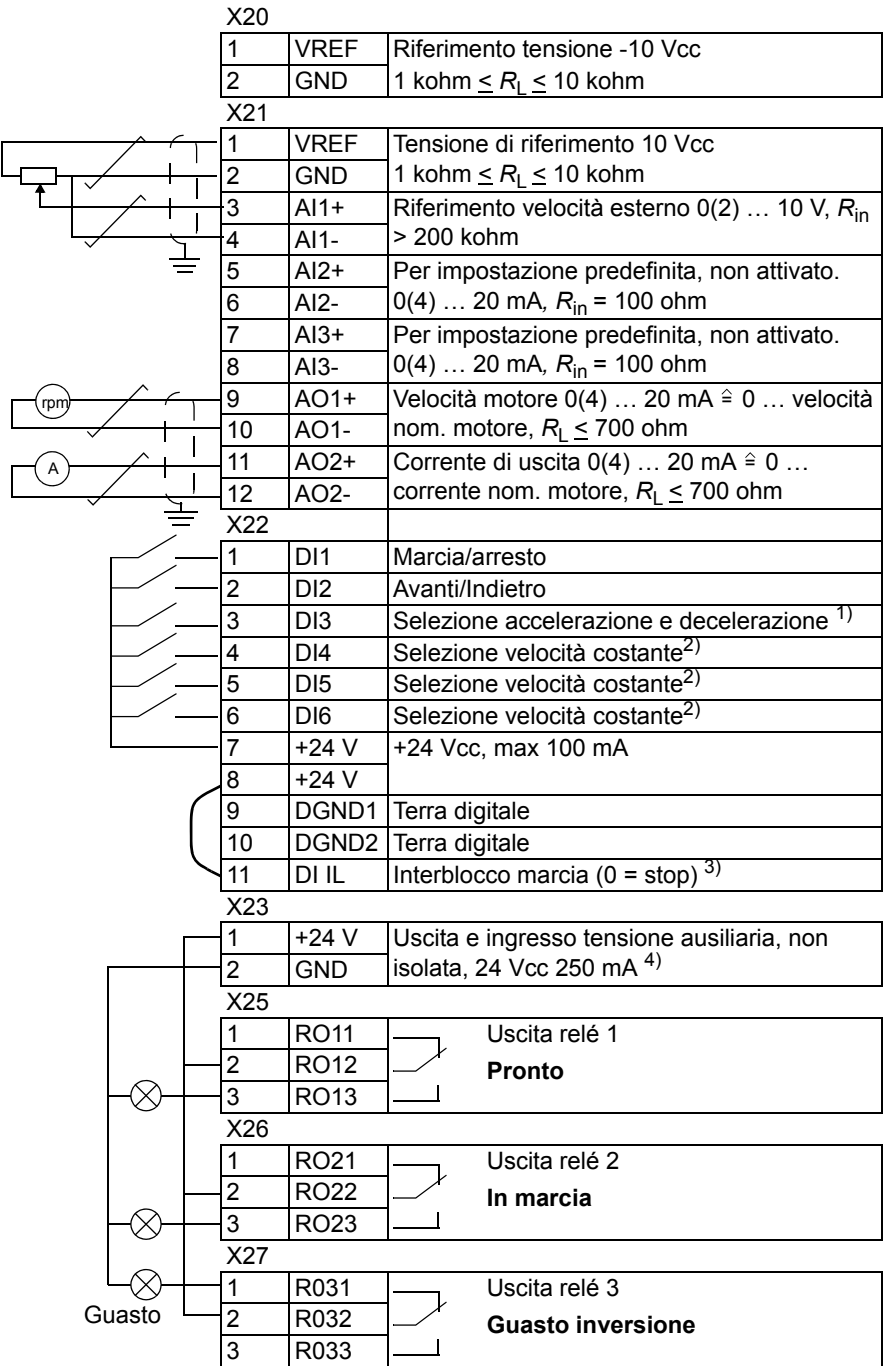 X20
1 VREF Riferimento tensione -10 Vcc
2 GND 1 kohm ≤ RL ≤ 10 kohm
X21
1 VREF Tensione di riferimento 10 Vcc
2 GND 1 kohm ≤ RL ≤ 10 kohm
3 AI1+ Riferimento velocità esterno 0(2) … 10 V, Rin
4 AI1- > 200 kohm
5 AI2+ Per impostazione predefinita, non attivato.
6 AI2- 0(4) … 20 mA, Rin = 100 ohm
7 AI3+ Per impostazione predefinita, non attivato.
8 AI3- 0(4) … 20 mA, Rin = 100 ohm
rpm 9 AO1+ Velocità motore 0(4) … 20 mA ≙ 0 … velocità
10 AO1- nom. motore, RL ≤ 700 ohm
A 11 AO2+ Corrente di uscita 0(4) … 20 mA ≙ 0 …
12 AO2- corrente nom. motore, RL ≤ 700 ohm
X22
1 DI1 Marcia/arresto
2 DI2 Avanti/Indietro
3 DI3 Selezione accelerazione e decelerazione 1)
4 DI4 Selezione velocità costante2)
5 DI5 Selezione velocità costante2)
6 DI6 Selezione velocità costante2)
7 +24 V +24 Vcc, max 100 mA
8 +24 V
9 DGND1 Terra digitale
10 DGND2 Terra digitale
11 DI IL Interblocco marcia (0 = stop) 3)
X23
1 +24 V Uscita e ingresso tensione ausiliaria, non
2 GND isolata, 24 Vcc 250 mA 4)
X25
1 RO11 Uscita relé 1
2 RO12 Pronto
3 RO13
X26
1 RO21 Uscita relé 2
2 RO22 In marcia
3 RO23
X27
1 R031 Uscita relé 3
Guasto 2 R032 Guasto inversione
3 R033